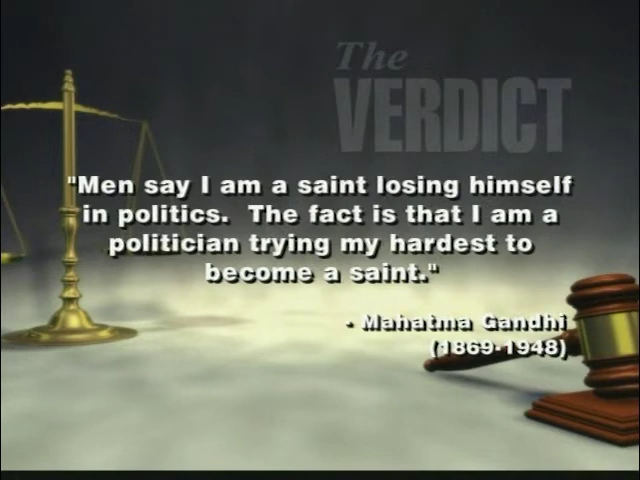 The
VERDICT
"Men say I am a saint losing himself
in politics.  The fact is that I am a
politician trying my hardest to
become a saint."
- Mahatma Gandhi
(1869-1948)